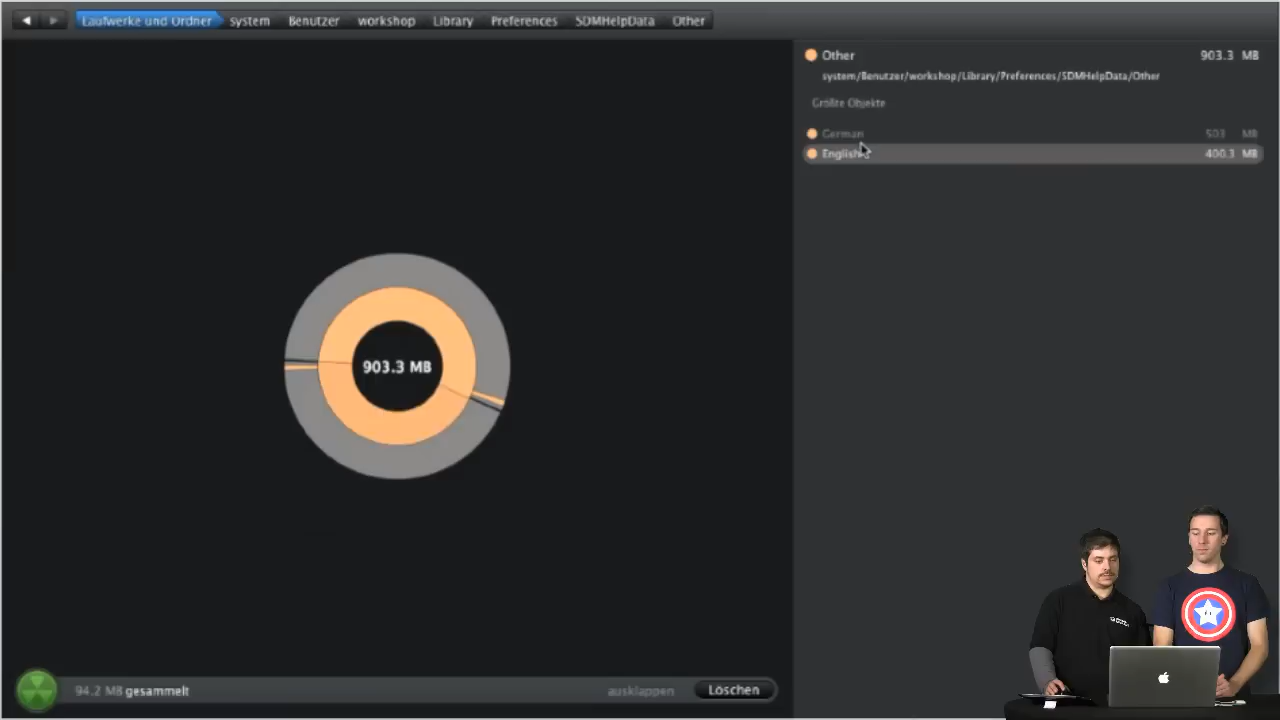 Laufwerke und Ordner system Benutzer workshop Library Preferences SDMHelpData Other
Other 903.3 MB
system/Benutzer/workshop/Library/Preferences/SDMHelpData/Other
Größte Objekte
German 503 MB
English 400.3 MB
903.3 MB
94.2 MB gesammelt ausklappen Löschen